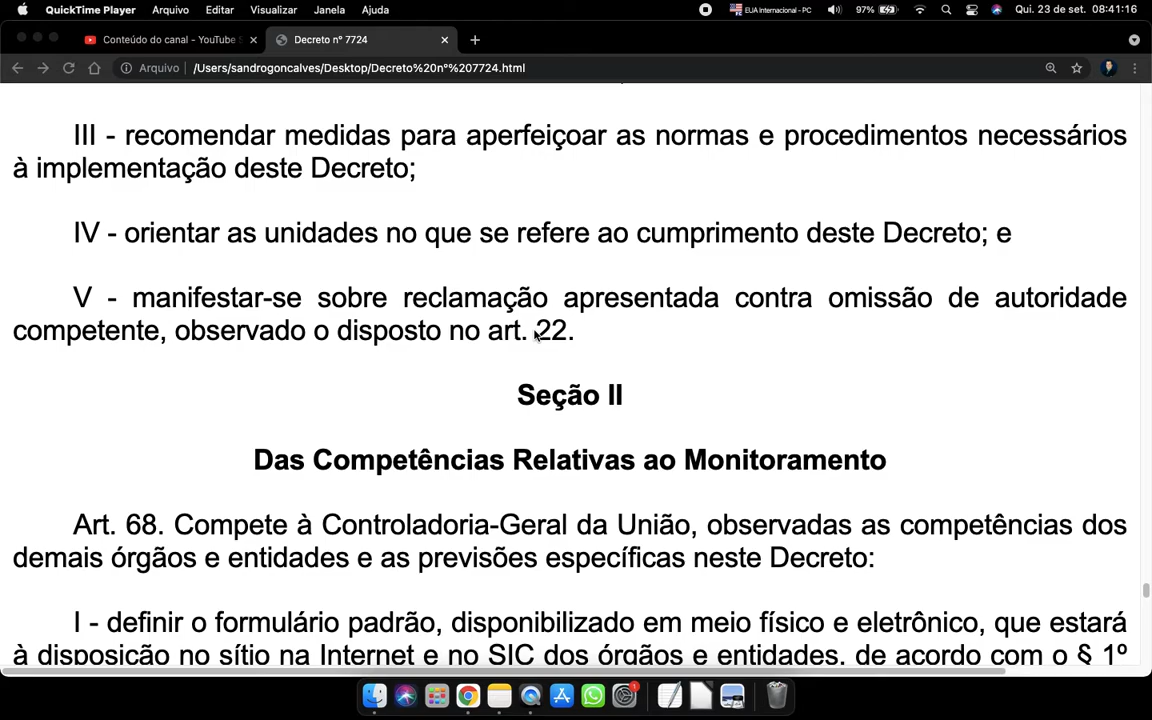 QuickTime Player Arquivo Editar Visualizar Janela Ajuda EUA Internacional - PC 97% Qui. 23 de set. 08:41:16
Conteúdo do canal - YouTube Decreto nº 7724
Arquivo /Users/sandrogoncalves/Desktop/Decreto%20nº%207724.html
III - recomendar medidas para aperfeiçoar as normas e procedimentos necessários
à implementação deste Decreto;
IV - orientar as unidades no que se refere ao cumprimento deste Decreto; e
V - manifestar-se sobre reclamação apresentada contra omissão de autoridade
competente, observado o disposto no art. 22.
Seção II
Das Competências Relativas ao Monitoramento
Art. 68. Compete à Controladoria-Geral da União, observadas as competências dos
demais órgãos e entidades e as previsões específicas neste Decreto:
I - definir o formulário padrão, disponibilizado em meio físico e eletrônico, que estará
à disposição no sítio na Internet e no SIC dos órgãos e entidades, de acordo com o § 1º
1